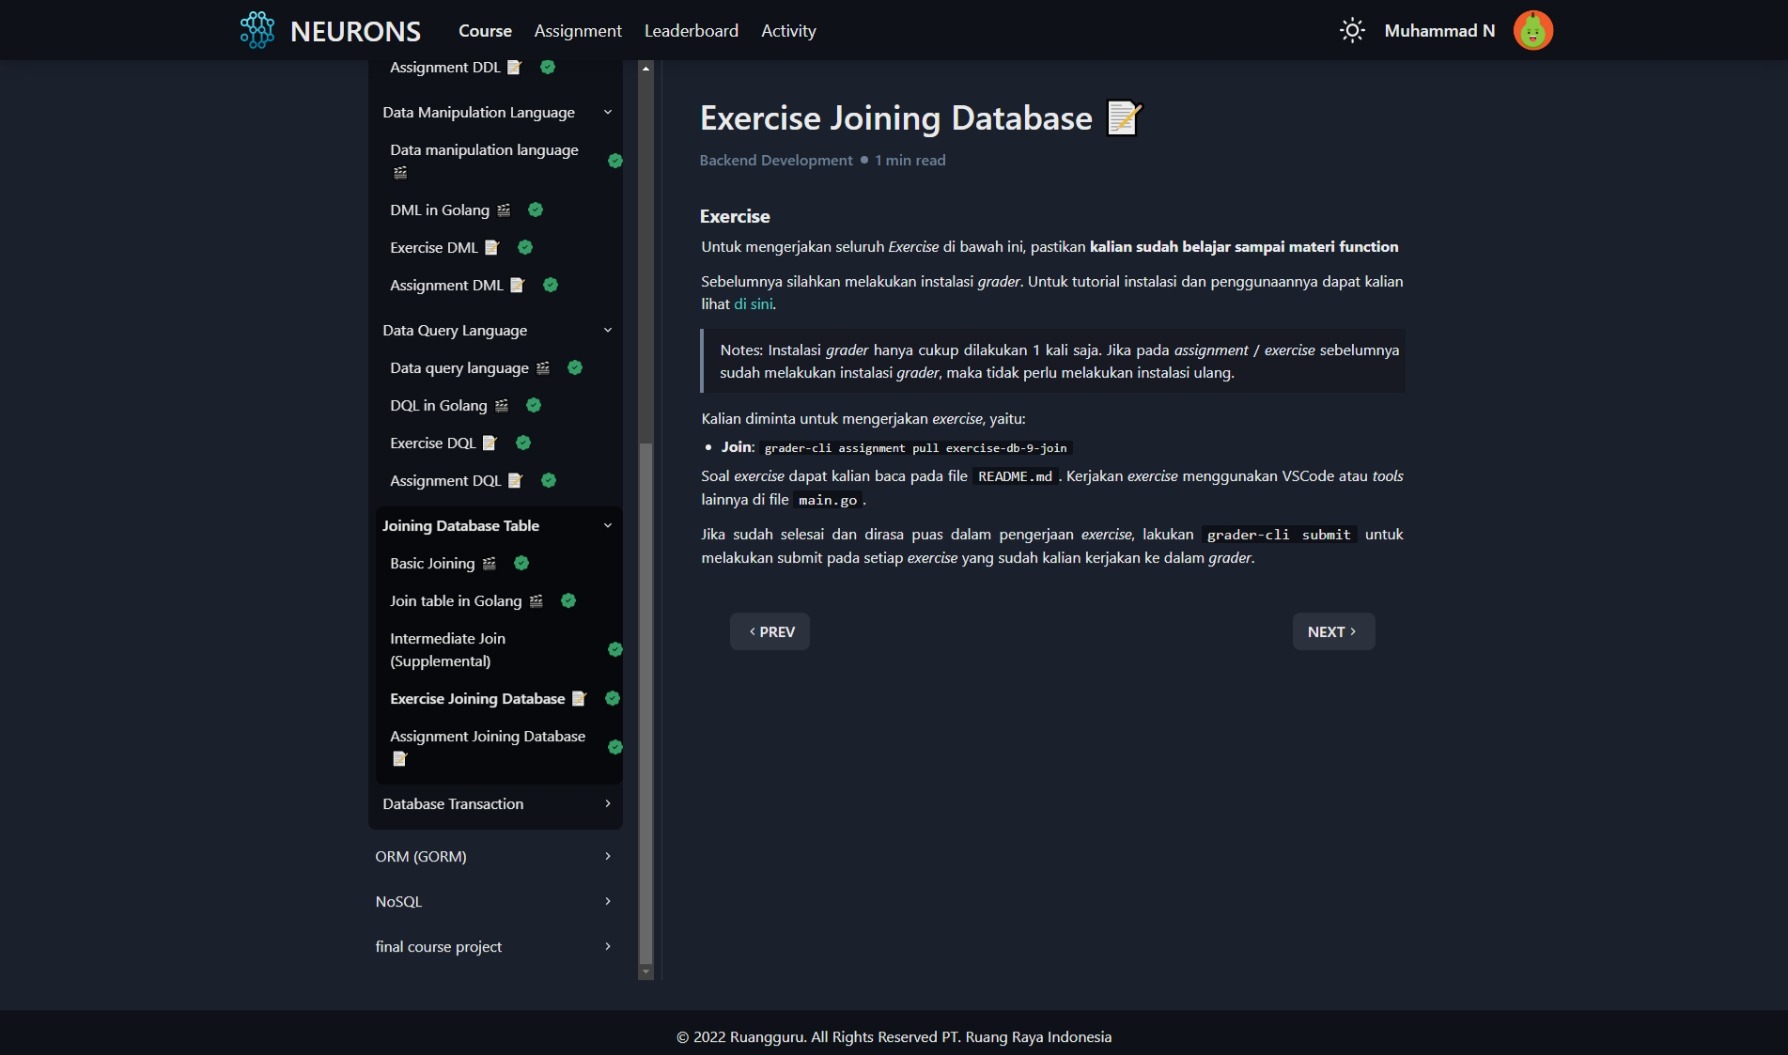 NEURONS
Course
Assignment
Leaderboard
Activity
Muhammad N
Assignment DDL 📝
Data Manipulation Language
Data manipulation language
🎬
DML in Golang 🎬
Exercise DML 📝
Assignment DML 📝
Data Query Language
Data query language 🎬
DQL in Golang 🎬
Exercise DQL 📝
Assignment DQL 📝
Joining Database Table
Basic Joining 🎬
Join table in Golang 🎬
Intermediate Join
(Supplemental)
Exercise Joining Database 📝
Assignment Joining Database
📝
Database Transaction
ORM (GORM)
NoSQL
final course project
Exercise Joining Database 📝
Backend Development • 1 min read
Exercise
Untuk mengerjakan seluruh Exercise di bawah ini, pastikan kalian sudah belajar sampai materi function
Sebelumnya silahkan melakukan instalasi grader. Untuk tutorial instalasi dan penggunaannya dapat kalian
lihat di sini.
Notes: Instalasi grader hanya cukup dilakukan 1 kali saja. Jika pada assignment / exercise sebelumnya
sudah melakukan instalasi grader, maka tidak perlu melakukan instalasi ulang.
Kalian diminta untuk mengerjakan exercise, yaitu:
• Join: grader-cli assignment pull exercise-db-9-join
Soal exercise dapat kalian baca pada file README.md . Kerjakan exercise menggunakan VSCode atau tools
lainnya di file main.go .
Jika sudah selesai dan dirasa puas dalam pengerjaan exercise, lakukan grader-cli submit untuk
melakukan submit pada setiap exercise yang sudah kalian kerjakan ke dalam grader.
‹ PREV
NEXT ›
© 2022 Ruangguru. All Rights Reserved PT. Ruang Raya Indonesia